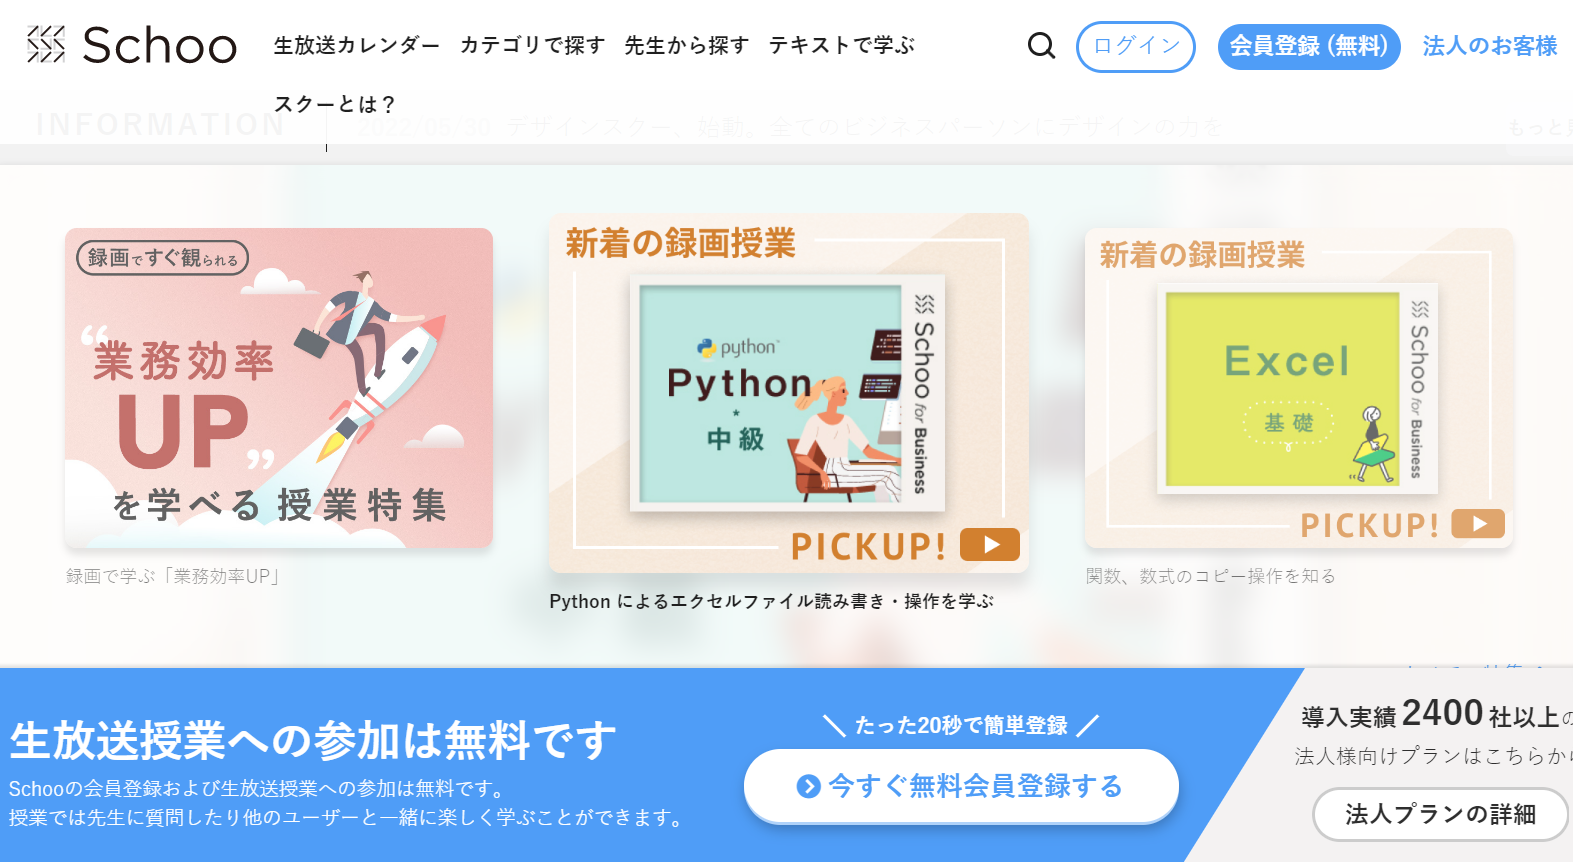 Schoo
生放送カレンダー カテゴリで探す 先生から探す テキストで学ぶ
スクーとは？
ログイン
会員登録 (無料)
法人のお客様
INFORMATION
2022/05/30 デザインスクー、始動。全てのビジネスパーソンにデザインの力を
もっと
録画ですぐ観られる
“業務効率
UP”
を学べる授業特集
録画で学ぶ「業務効率UP」
新着の録画授業
python
Python
*
中級
Schoo for Business
PICKUP!
Python によるエクセルファイル読み書き・操作を学ぶ
新着の録画授業
Excel
基礎
Schoo for Business
PICKUP!
関数、数式のコピー操作を知る
生放送授業への参加は無料です
Schooの会員登録および生放送授業への参加は無料です。
授業では先生に質問したり他のユーザーと一緒に楽しく学ぶことができます。
＼ たった20秒で簡単登録 ／
今すぐ無料会員登録する
導入実績 2400 社以上の
法人様向けプランはこちらから
法人プランの詳細